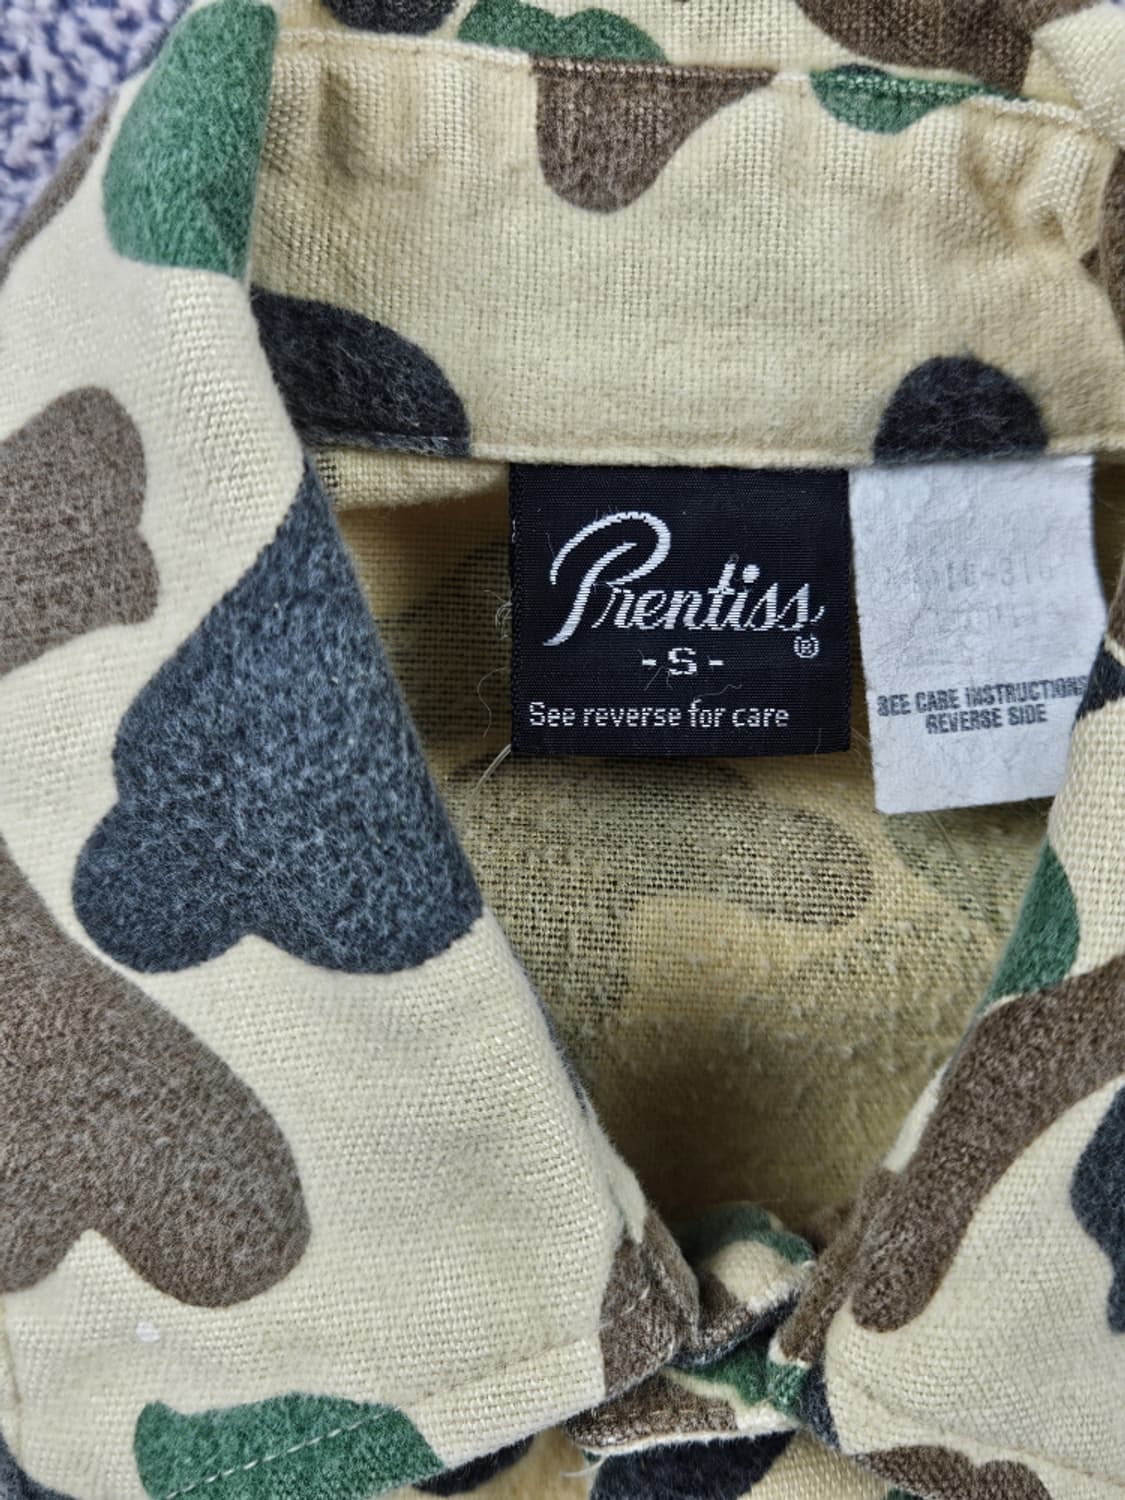 Prentiss®
-S-
See reverse for care
SEE CARE INSTRUCTIONS
REVERSE SIDE